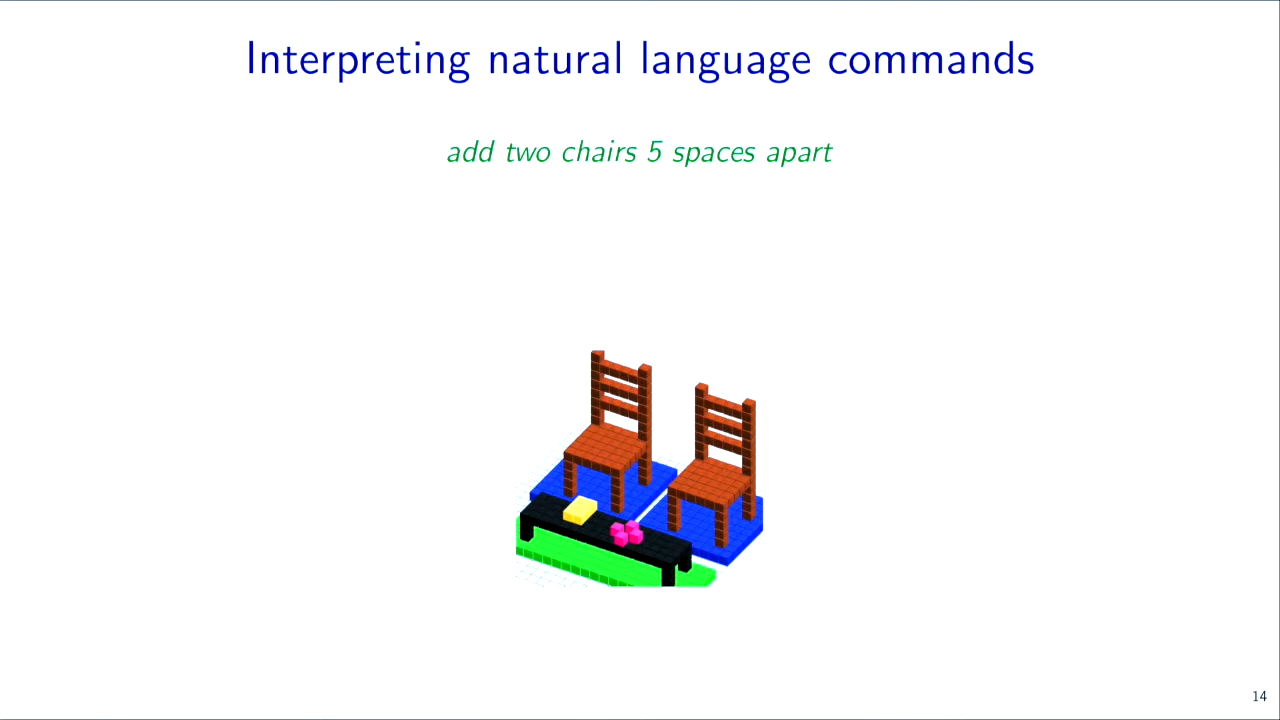 Interpreting natural language commands
add two chairs 5 spaces apart
14